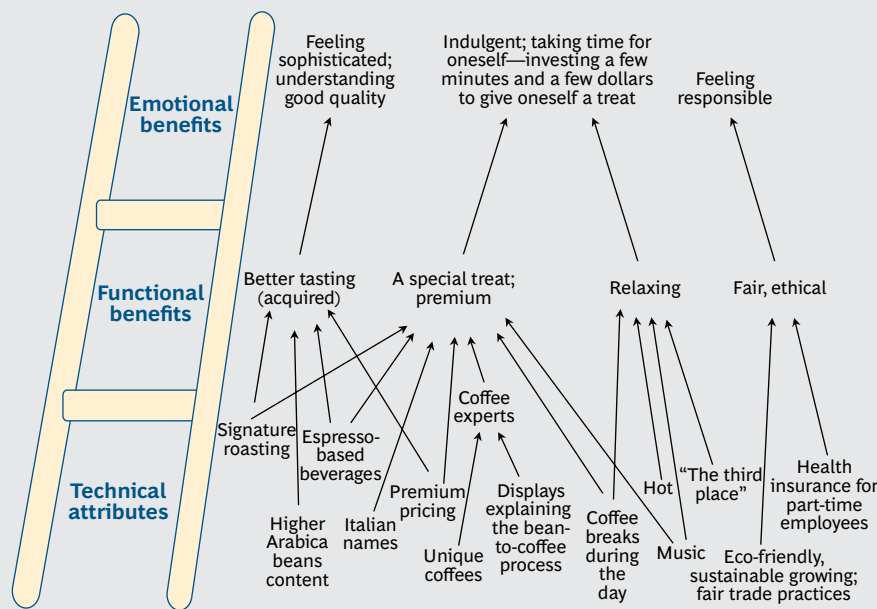 Feeling
sophisticated;
understanding
good quality
Indulgent; taking time for
oneself—investing a few
minutes and a few dollars
to give oneself a treat
Feeling
responsible
Emotional
benefits
Functional
benefits
Better tasting
(acquired)
A special treat;
premium
Relaxing
Fair, ethical
Technical
attributes
Signature
roasting
Espresso-
based
beverages
Coffee
experts
Higher
Arabica
beans
content
Italian
names
Premium
pricing
Unique
coffees
Displays
explaining
the bean-
to-coffee
process
Coffee
breaks
during
the
day
Hot
Music
“The third
place”
Eco-friendly,
sustainable growing;
fair trade practices
Health
insurance for
part-time
employees